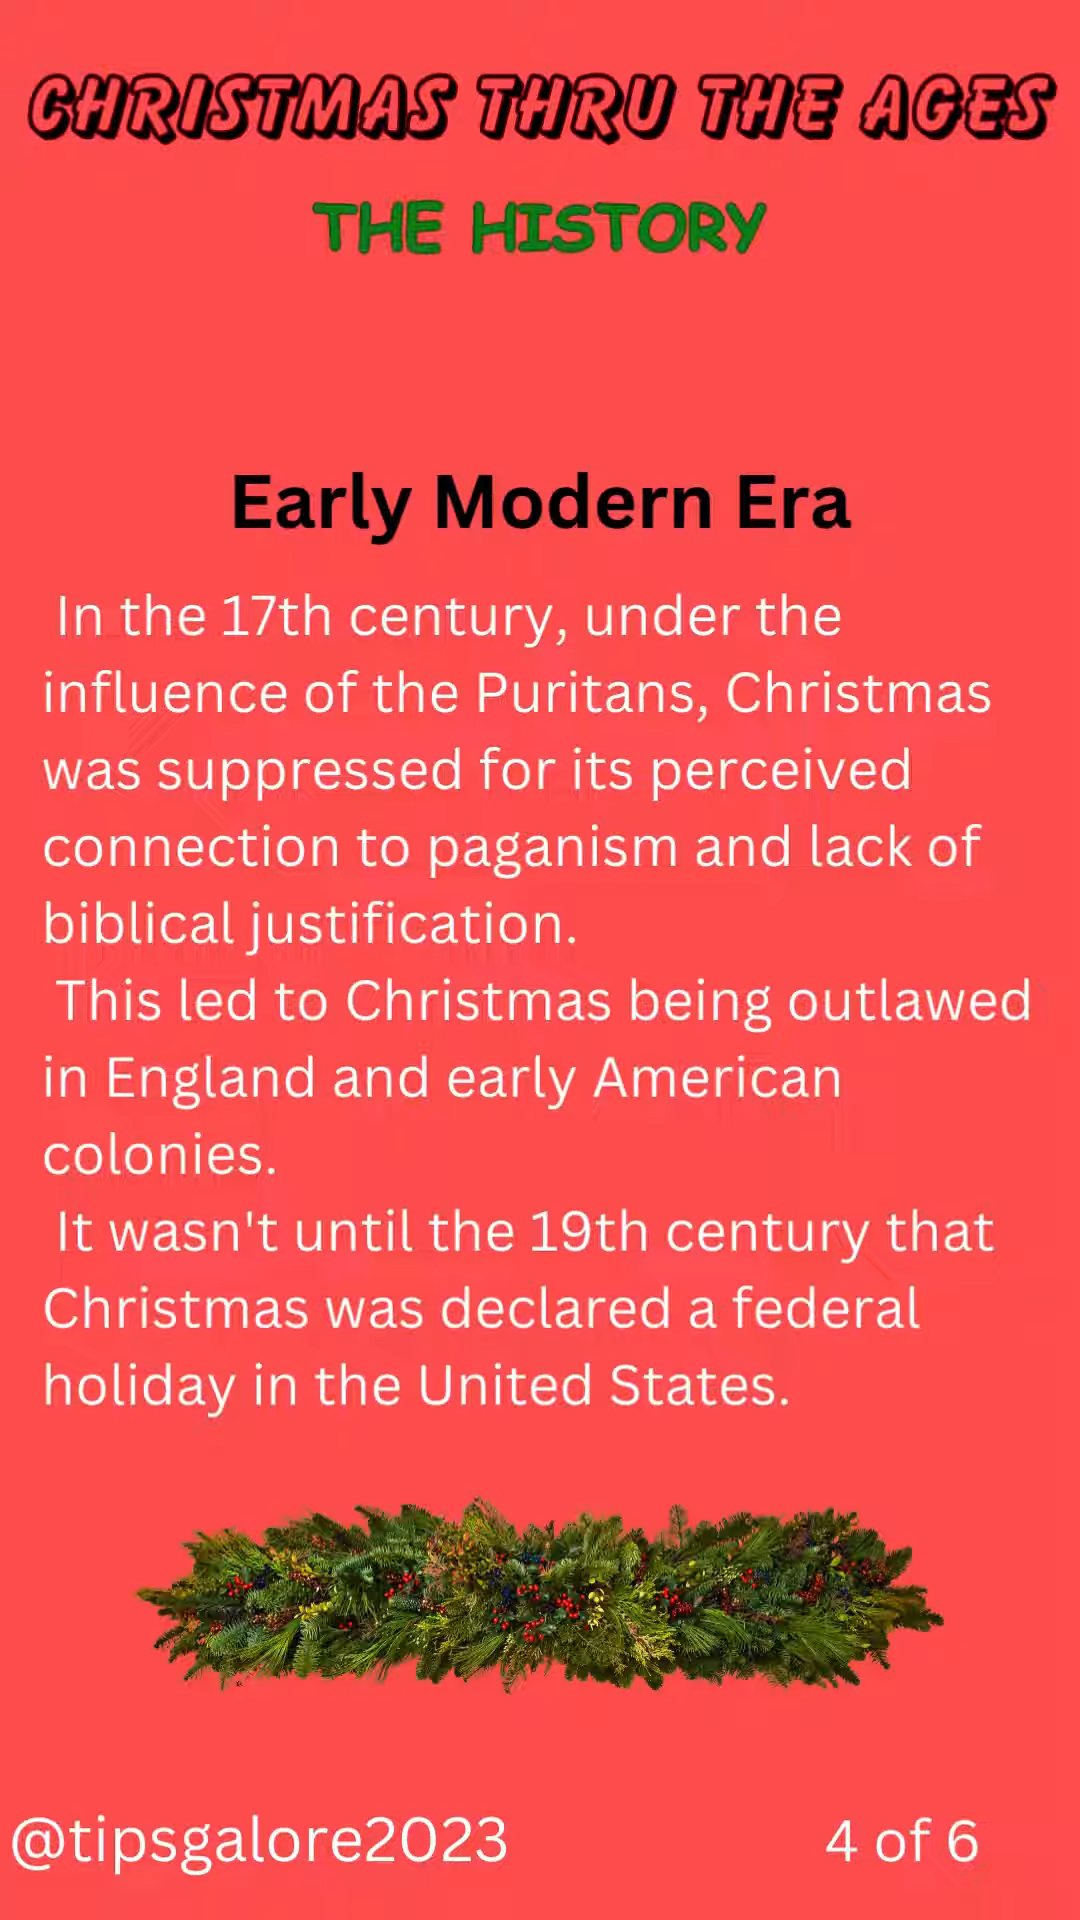 CHRISTMAS THRU THE AGES
THE HISTORY
Early Modern Era
In the 17th century, under the
influence of the Puritans, Christmas
was suppressed for its perceived
connection to paganism and lack of
biblical justification.
This led to Christmas being outlawed
in England and early American
colonies.
It wasn't until the 19th century that
Christmas was declared a federal
holiday in the United States.
@tipsgalore2023
4 of 6